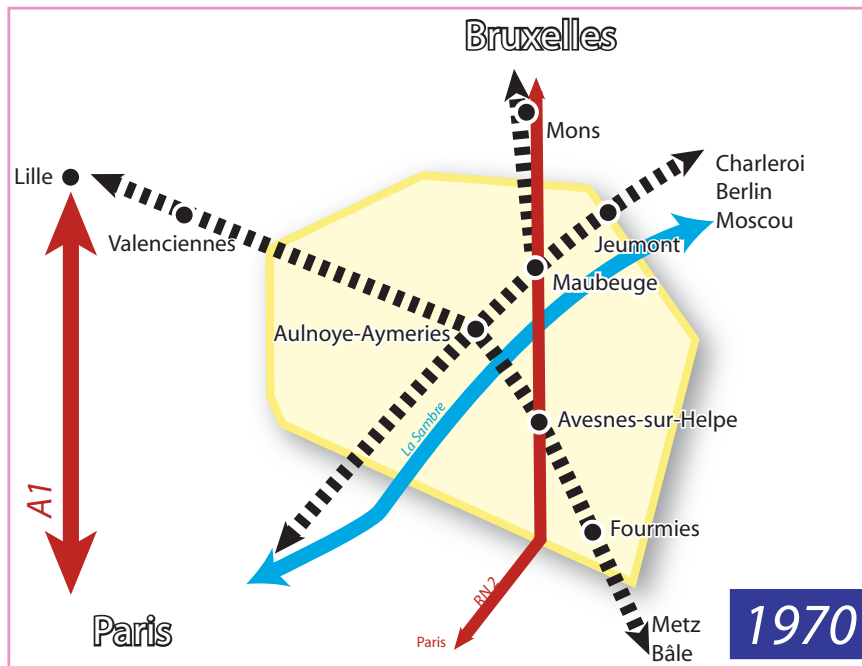 Bruxelles
Mons
Lille
Charleroi
Berlin
Moscou
Valenciennes
Jeumont
Maubeuge
Aulnoye-Aymeries
La Sambre
Avesnes-sur-Helpe
A1
Fourmies
RN 2
Paris
Paris
Metz
Bâle
1970